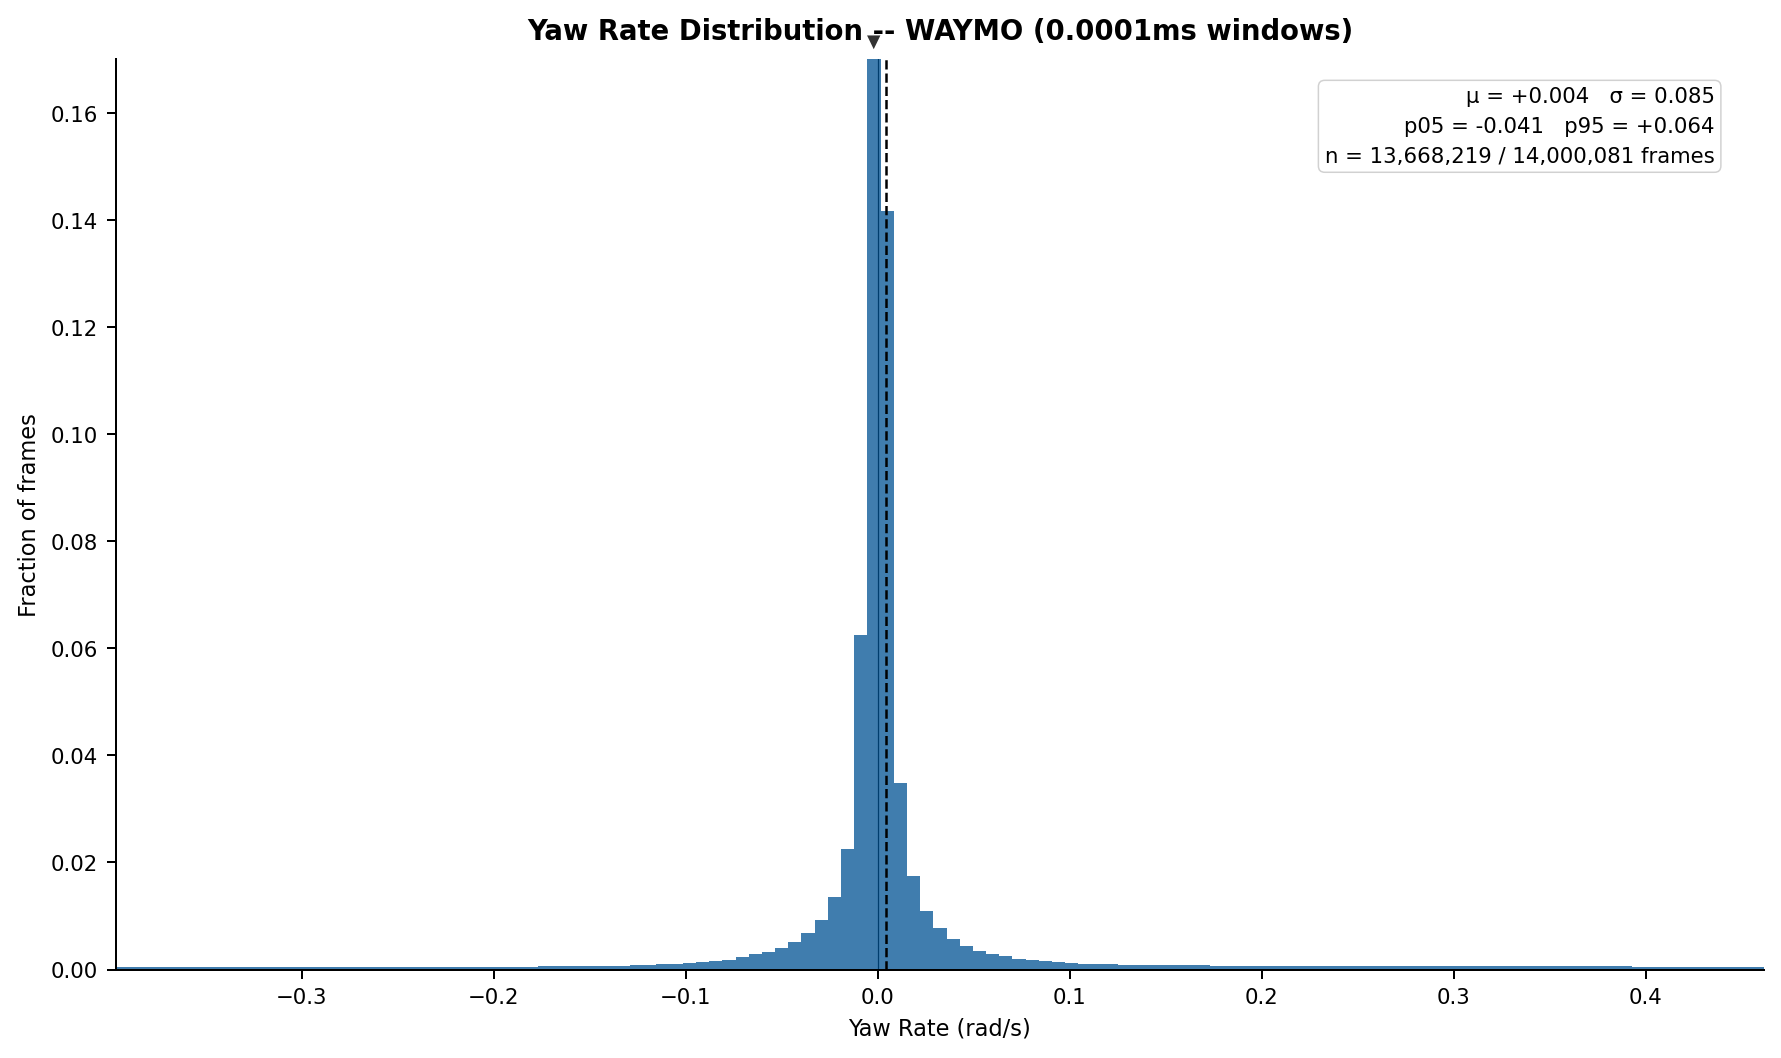 Yaw Rate Distribution -- WAYMO (0.0001ms windows)
μ = +0.004   σ = 0.085
p05 = -0.041   p95 = +0.064
n = 13,668,219 / 14,000,081 frames
Fraction of frames
0.16
0.14
0.12
0.10
0.08
0.06
0.04
0.02
0.00
−0.3
−0.2
−0.1
0.0
0.1
0.2
0.3
0.4
Yaw Rate (rad/s)